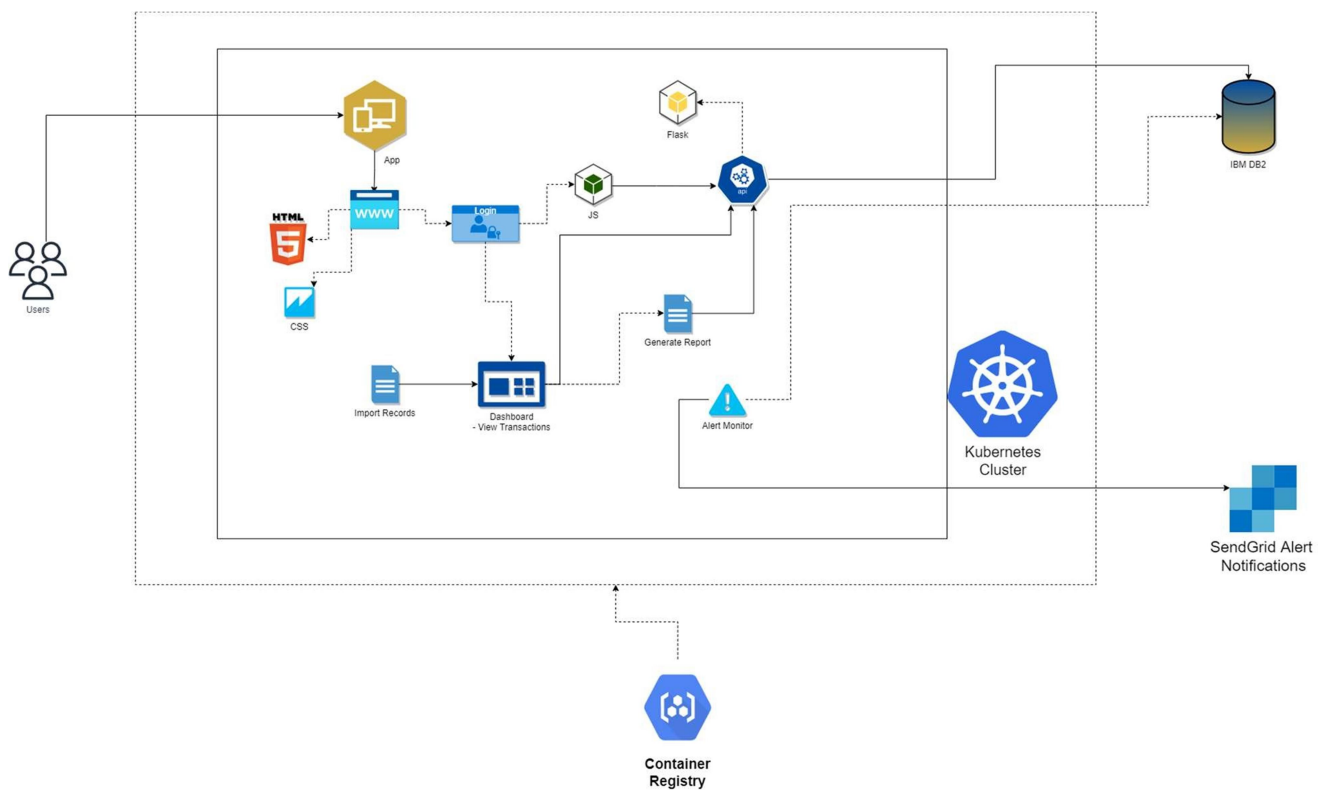 Flask
IBM DB2
App
api
WWW
Login
HTML
5
JS
CSS
Users
Generate Report
Import Records
Dashboard
- View Transactions
Alert Monitor
Kubernetes
Cluster
SendGrid Alert
Notifications
Container
Registry